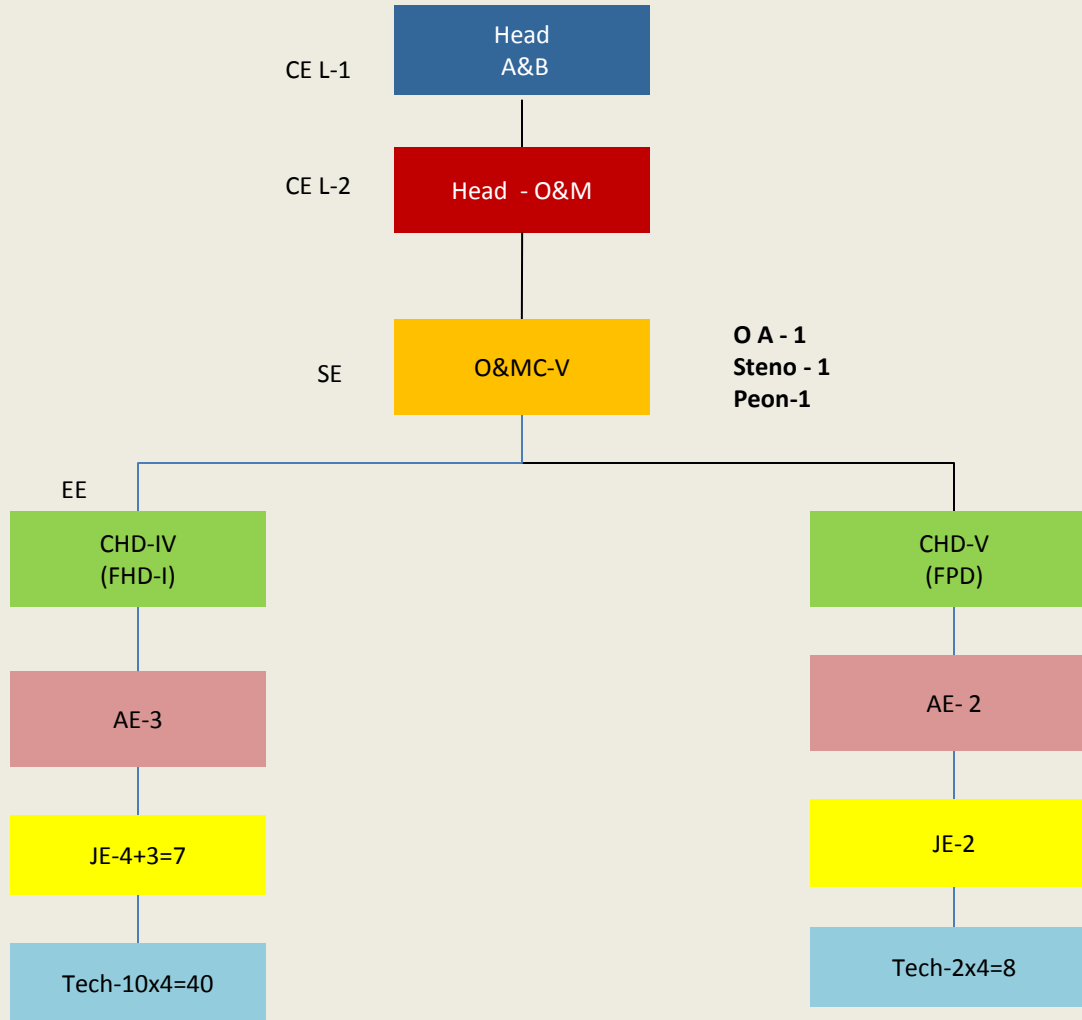 Head
A&B
CE L-1
CE L-2
Head - O&M
O A - 1
Steno - 1
Peon-1
SE
O&MC-V
EE
CHD-IV
(FHD-I)
CHD-V
(FPD)
AE-3
AE- 2
JE-4+3=7
JE-2
Tech-10x4=40
Tech-2x4=8